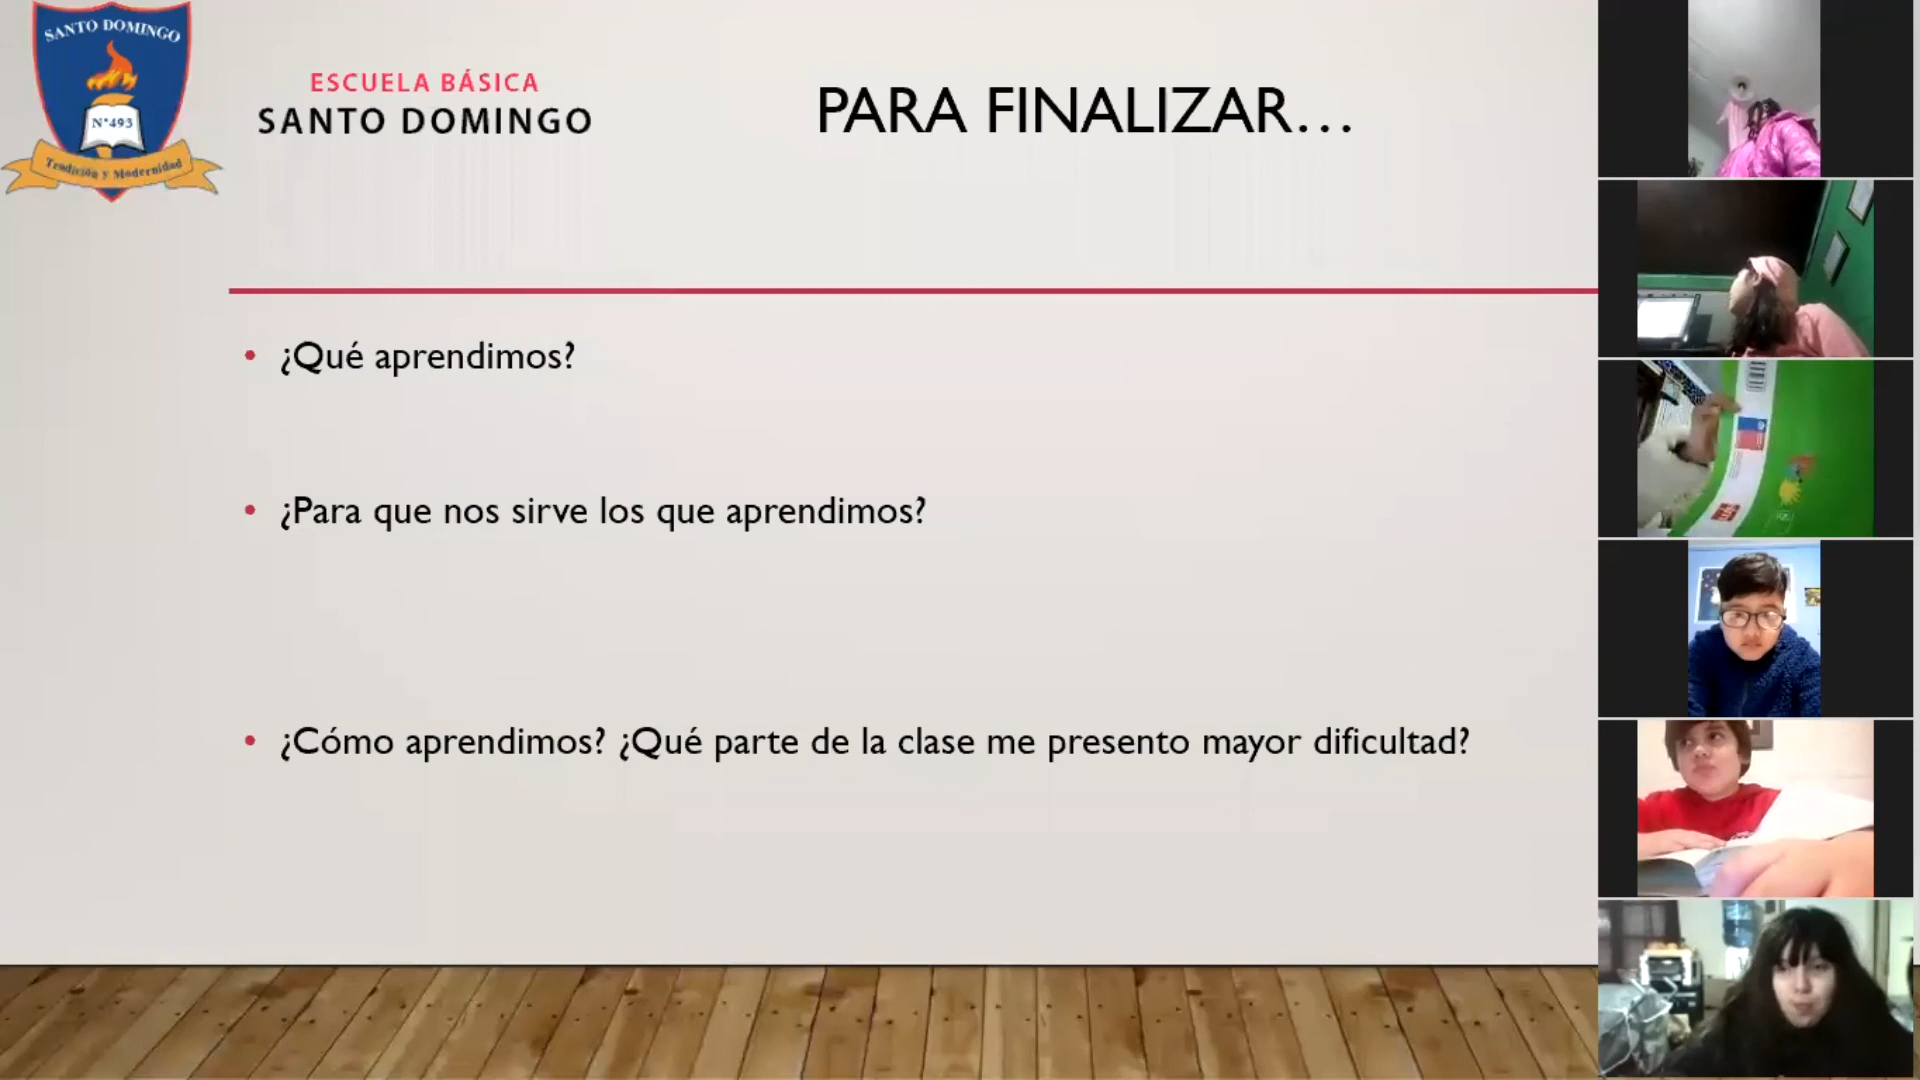 SANTO DOMINGO
N°493
Tradición y Modernidad
ESCUELA BÁSICA
SANTO DOMINGO
PARA FINALIZAR...
• ¿Qué aprendimos?
• ¿Para que nos sirve los que aprendimos?
• ¿Cómo aprendimos? ¿Qué parte de la clase me presento mayor dificultad?